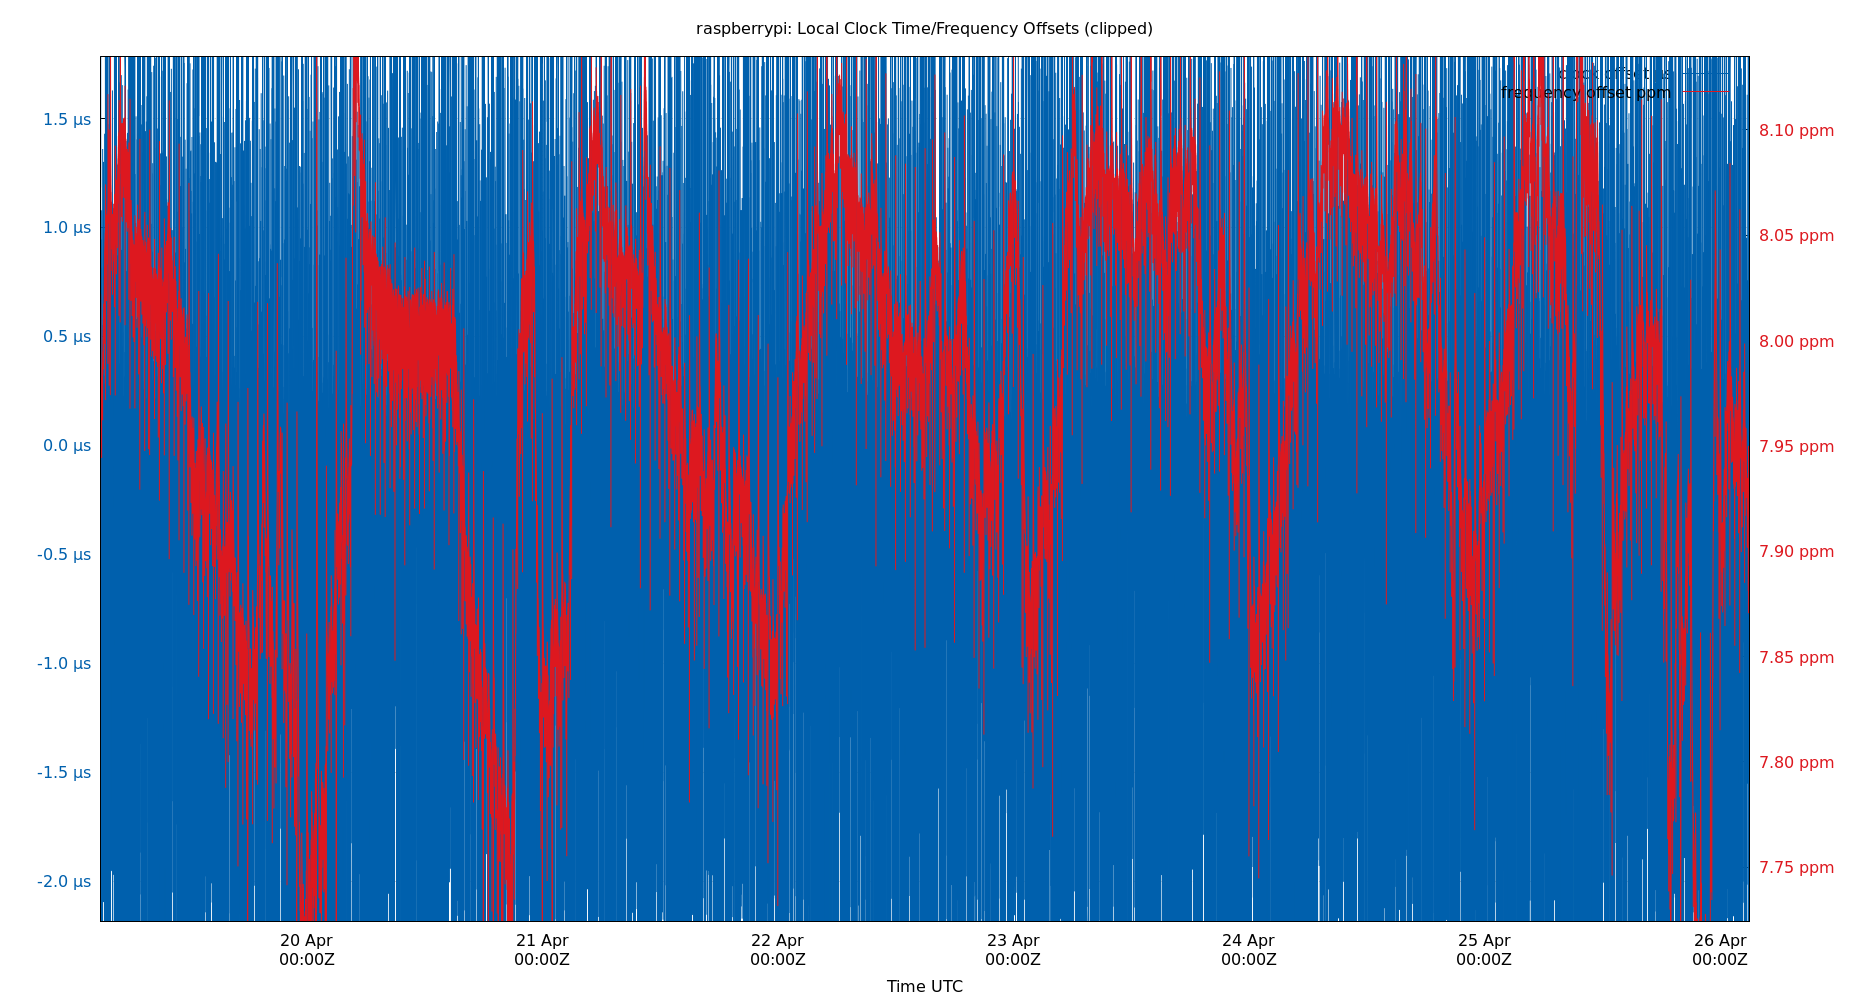 raspberrypi: Local Clock Time/Frequency Offsets (clipped)
clock offset µs
frequency offset ppm
1.5 µs
1.0 µs
0.5 µs
0.0 µs
-0.5 µs
-1.0 µs
-1.5 µs
-2.0 µs
8.10 ppm
8.05 ppm
8.00 ppm
7.95 ppm
7.90 ppm
7.85 ppm
7.80 ppm
7.75 ppm
20 Apr
00:00Z
21 Apr
00:00Z
22 Apr
00:00Z
23 Apr
00:00Z
24 Apr
00:00Z
25 Apr
00:00Z
26 Apr
00:00Z
Time UTC